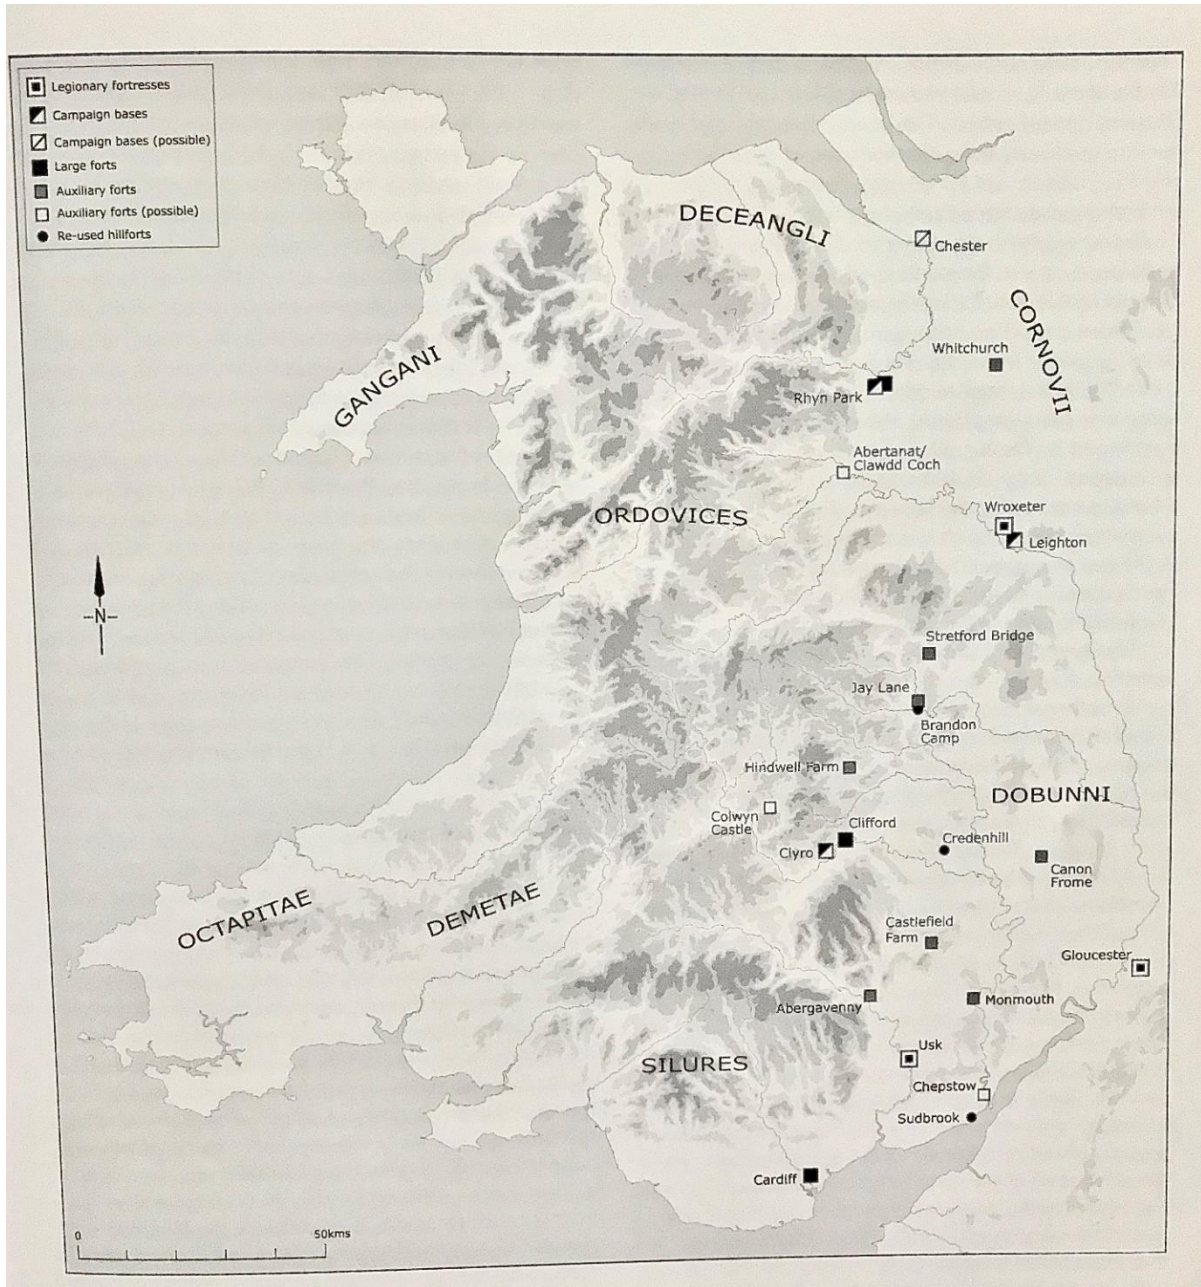 Legionary fortresses
Campaign bases
Campaign bases (possible)
Large forts
Auxiliary forts
Auxiliary forts (possible)
Re-used hillforts
DECEANGLI
Chester
CORNOVII
Whitchurch
GANGANI
Rhyn Park
Abertanat/
Clawdd Coch
ORDOVICES
Wroxeter
Leighton
-N-
Stretford Bridge
Jay Lane
Brandon
Camp
Hindwell Farm
DOBUNNI
Colwyn
Castle
Clifford
Clyro
Credenhill
Canon
Frome
OCTAPITAE
DEMETAE
Castlefield
Farm
Gloucester
Abergavenny
Monmouth
Usk
SILURES
Chepstow
Sudbrook
Cardiff
0
50kms